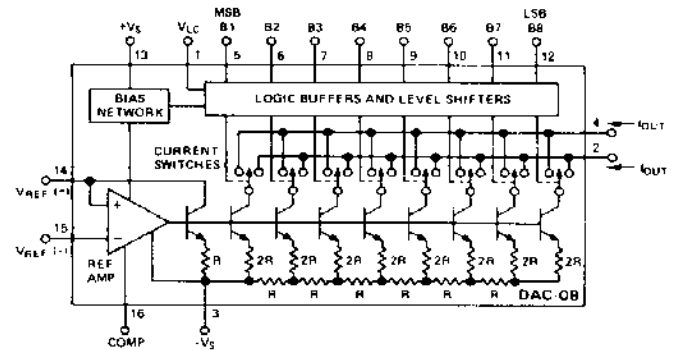 MSB LSB
+VS VLC B1 B2 B3 B4 B5 B6 B7 B8
13 1 5 6 7 8 9 10 11 12
BIAS
NETWORK
LOGIC BUFFERS AND LEVEL SHIFTERS
4 IOUT
CURRENT
SWITCHES
2 IOUT
14
VREF (+)
+
15
VREF (-)
−
REF
AMP
R 2R 2R 2R 2R 2R 2R 2R 2R
R R R R R R
DAC-08
16 3
COMP -VS